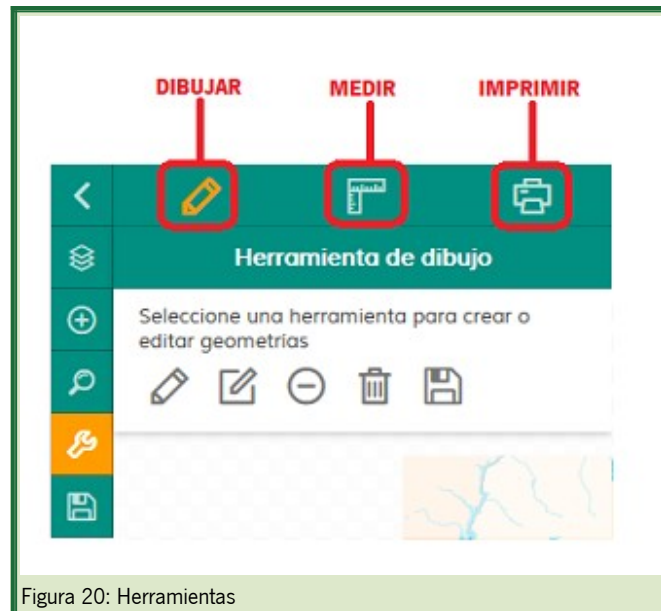 DIBUJAR MEDIR IMPRIMIR
Herramienta de dibujo
Seleccione una herramienta para crear o
editar geometrías
Figura 20: Herramientas